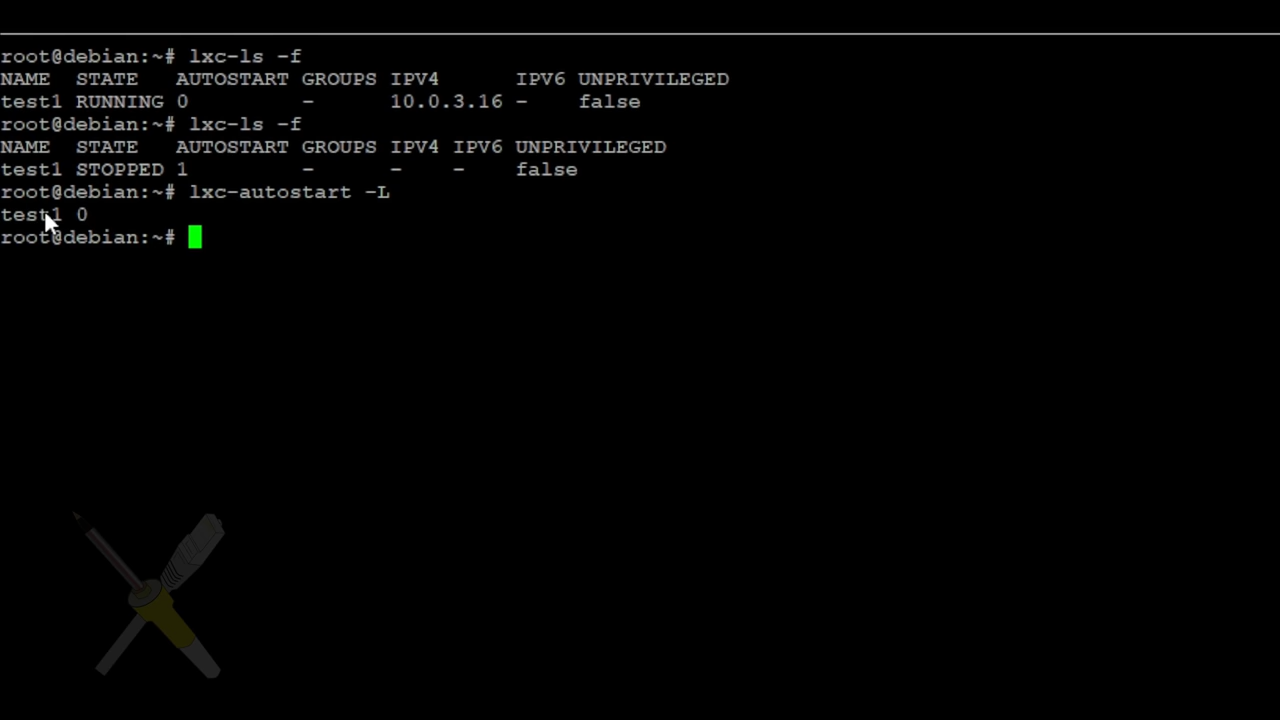 root@debian:~# lxc-ls -f
NAME  STATE   AUTOSTART GROUPS IPV4      IPV6 UNPRIVILEGED
test1 RUNNING 0         -      10.0.3.16 -    false
root@debian:~# lxc-ls -f
NAME  STATE   AUTOSTART GROUPS IPV4 IPV6 UNPRIVILEGED
test1 STOPPED 1         -      -    -    false
root@debian:~# lxc-autostart -L
test1 0
root@debian:~#